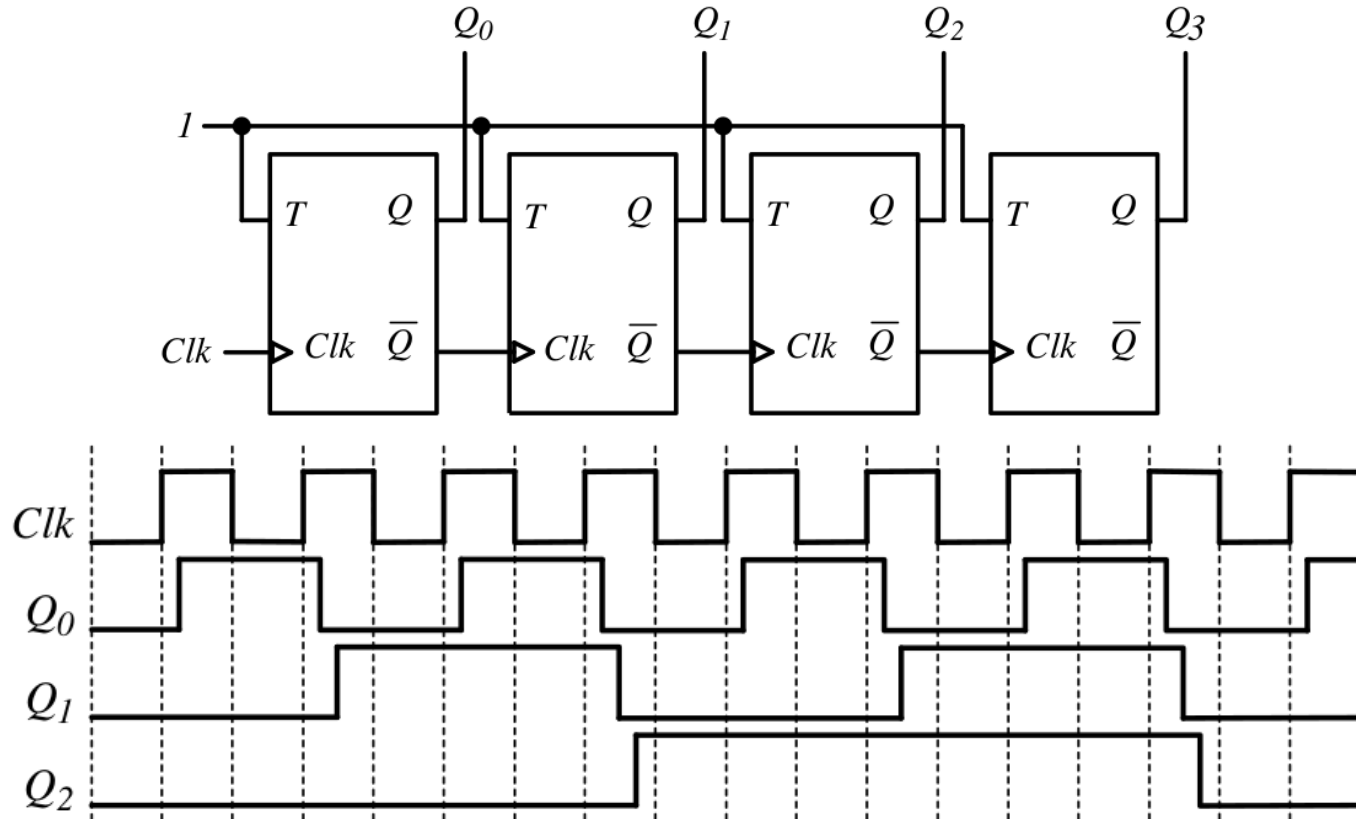 Q0 Q1 Q2 Q3
1
T Q T Q T Q T Q
Clk Clk Q̅ Clk Q̅ Clk Q̅ Clk Q̅
Clk
Q0
Q1
Q2